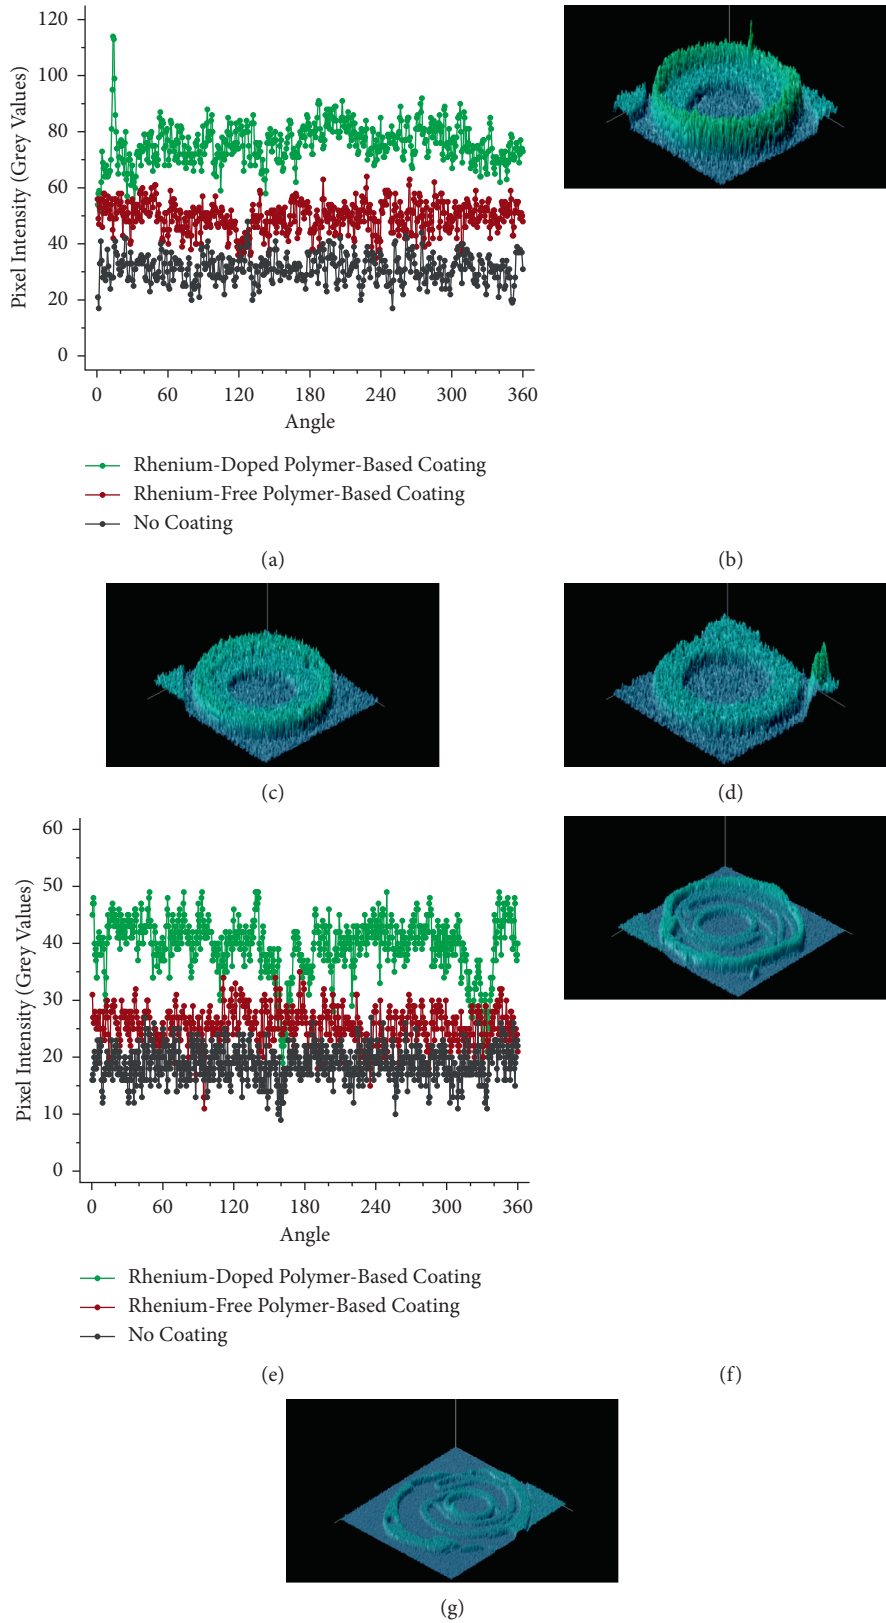 120
100
80
60
40
20
0
Pixel Intensity (Grey Values)
0 60 120 180 240 300 360
Angle
Rhenium-Doped Polymer-Based Coating
Rhenium-Free Polymer-Based Coating
No Coating
(a)
(b)
(c)
(d)
60
50
40
30
20
10
0
Pixel Intensity (Grey Values)
0 60 120 180 240 300 360
Angle
Rhenium-Doped Polymer-Based Coating
Rhenium-Free Polymer-Based Coating
No Coating
(e)
(f)
(g)